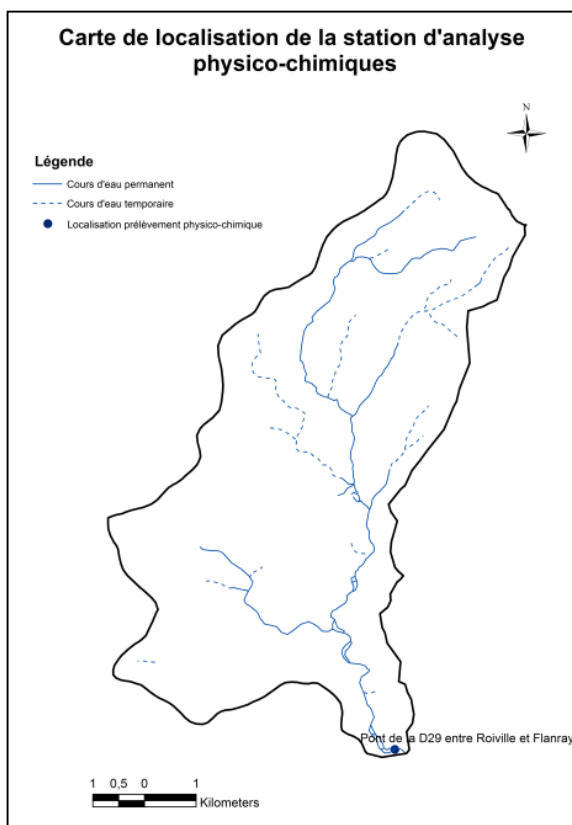 Carte de localisation de la station d'analyse
physico-chimiques
N
Légende
Cours d'eau permanent
Cours d'eau temporaire
Localisation prélèvement physico-chimique
Pont de la D29 entre Roiville et Flanray
1 0,5 0 1
Kilometers